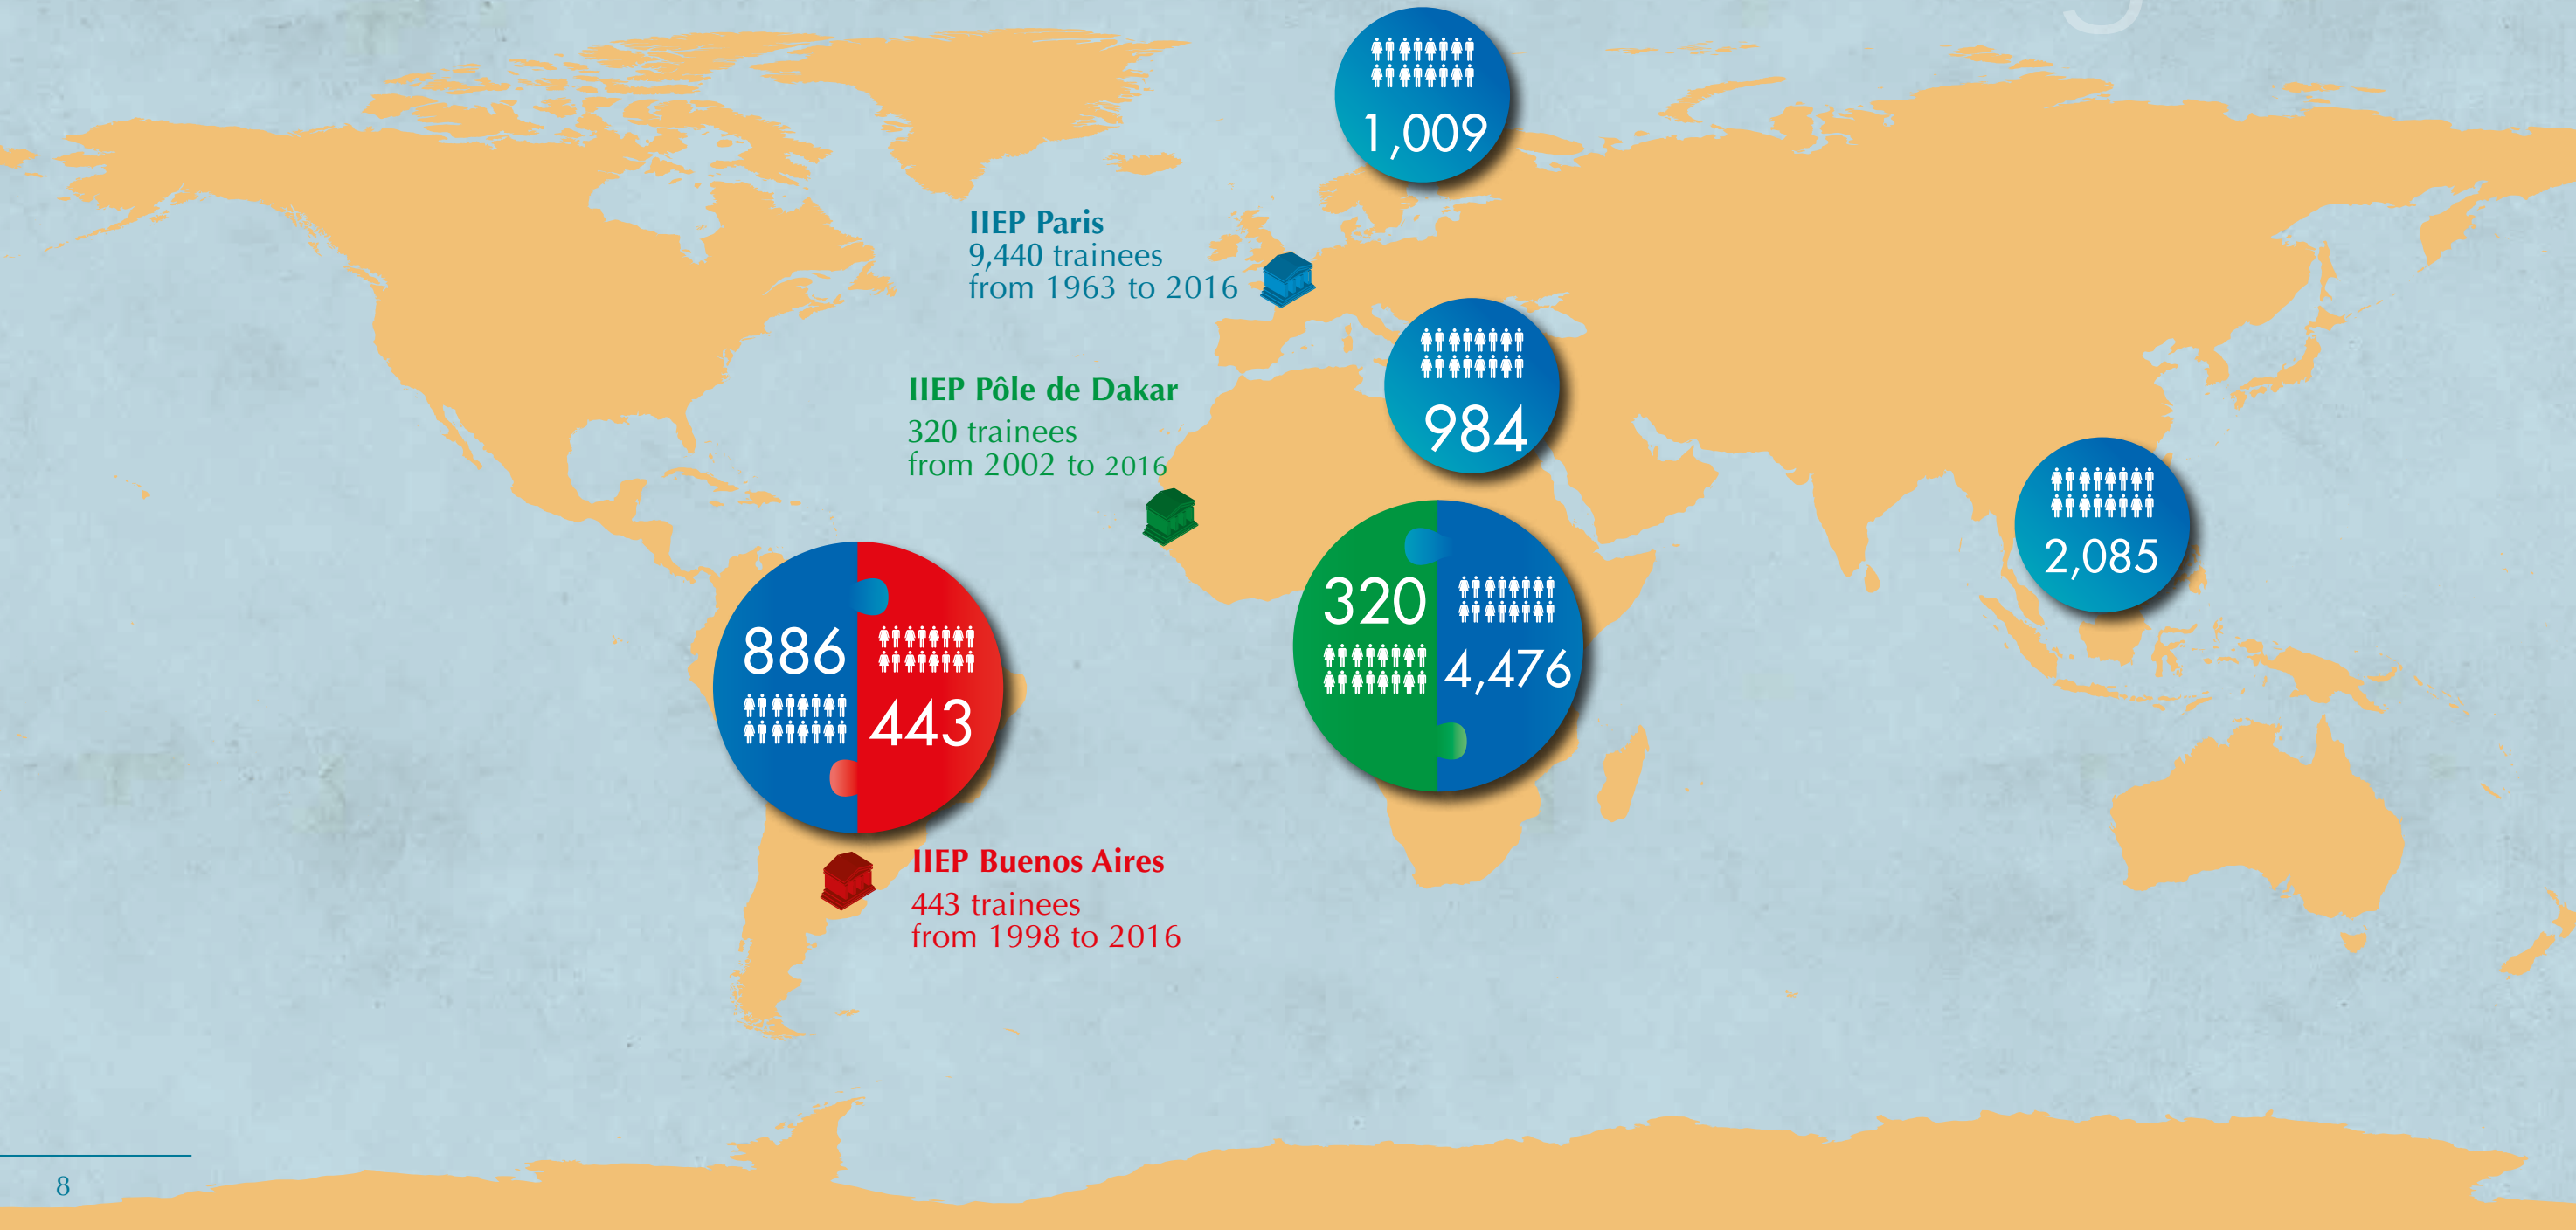 1,009
IIEP Paris
9,440 trainees
from 1963 to 2016
984
IIEP Pôle de Dakar
320 trainees
from 2002 to 2016
2,085
320
4,476
886
443
IIEP Buenos Aires
443 trainees
from 1998 to 2016
8